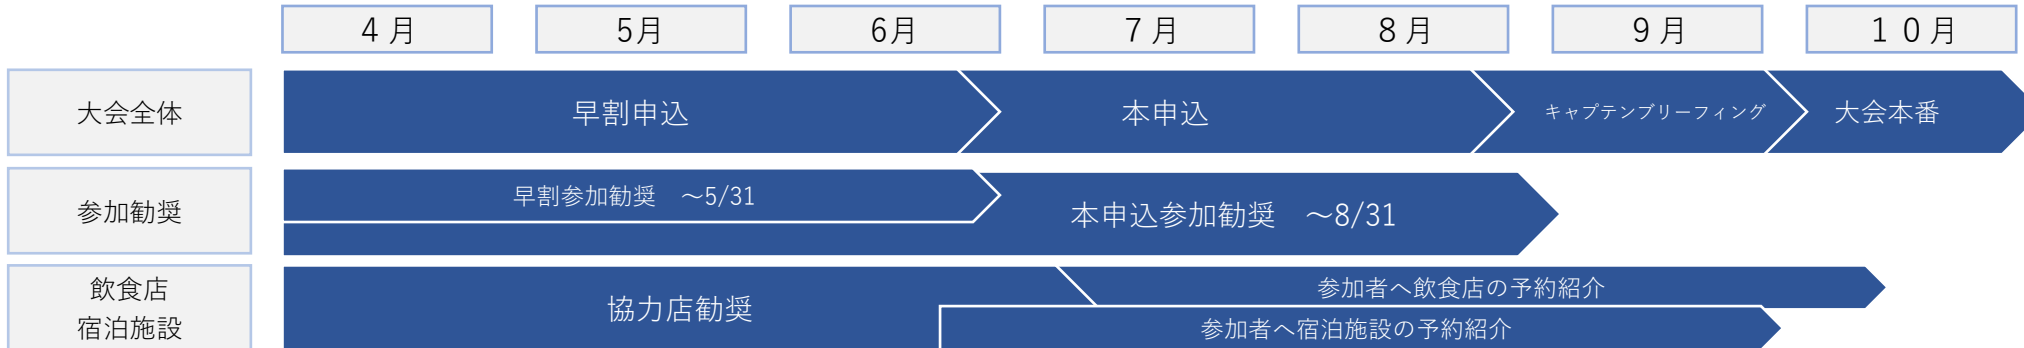 4月 5月 6月 7月 8月 9月 10月
大会全体 早割申込 本申込 キャプテンブリーフィング 大会本番
参加勧奨 早割参加勧奨 ～5/31 本申込参加勧奨 ～8/31
飲食店
宿泊施設
協力店勧奨
参加者へ飲食店の予約紹介
参加者へ宿泊施設の予約紹介